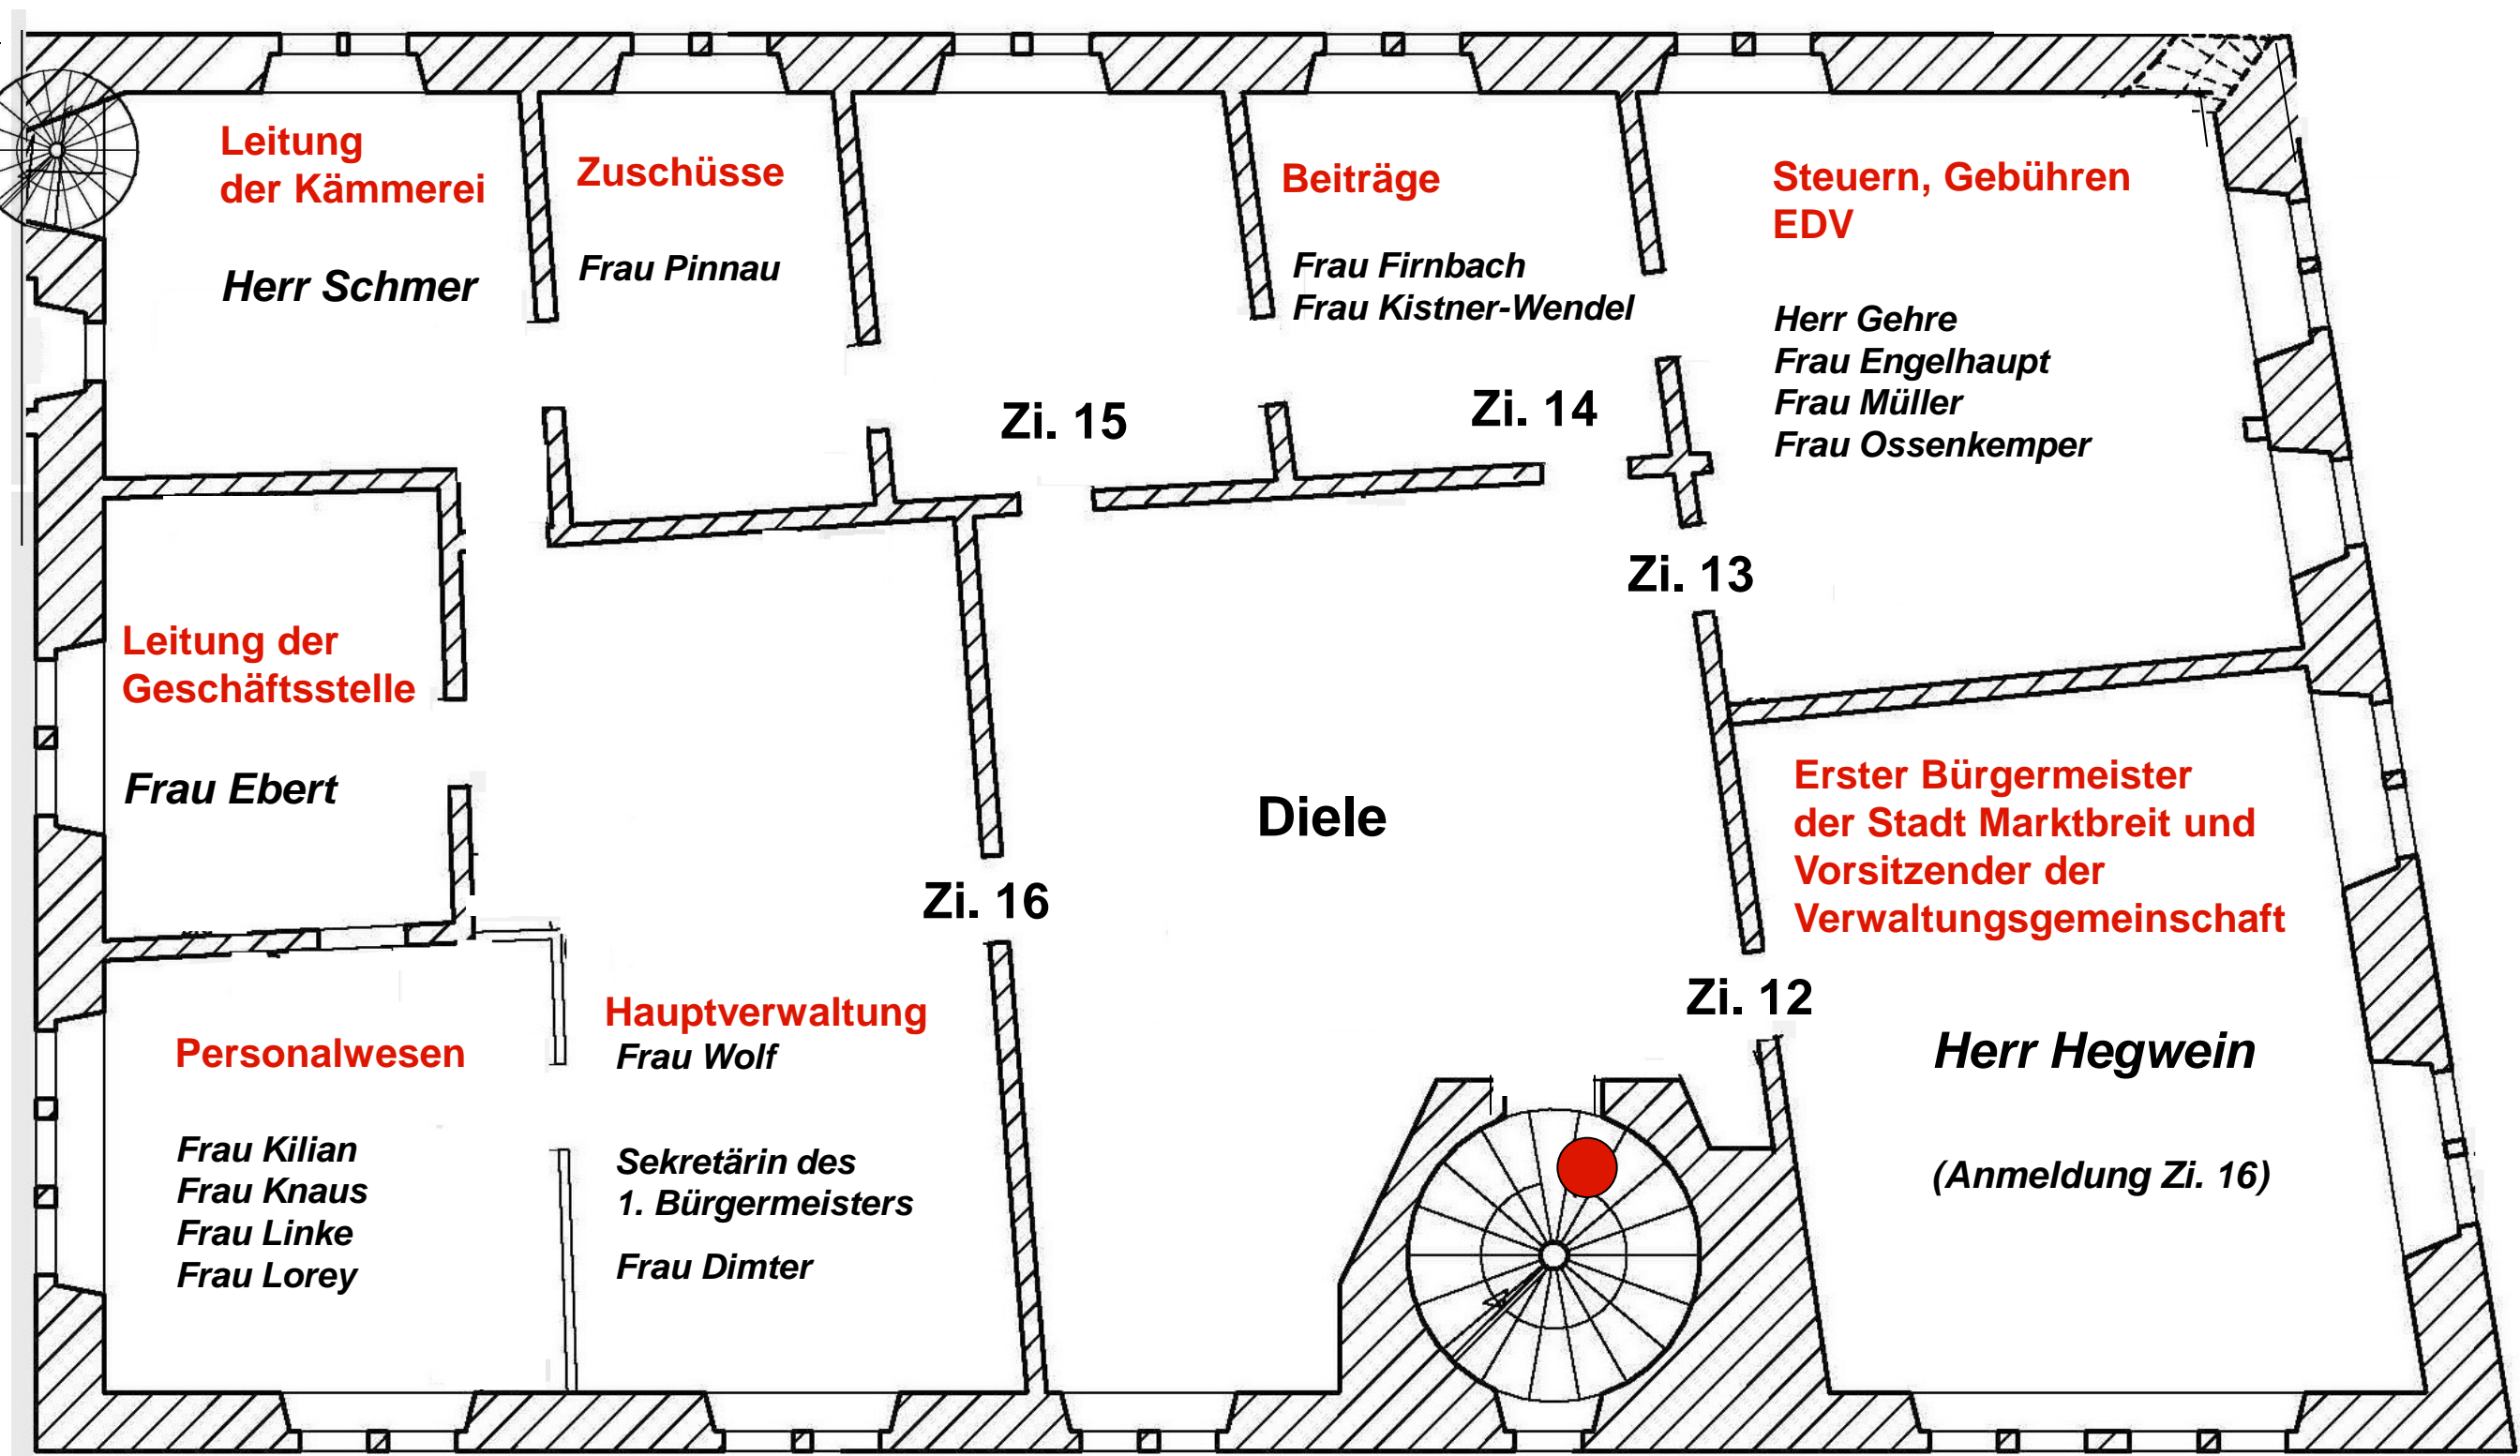 Leitung
der Kämmerei
Herr Schmer
Zuschüsse
Frau Pinnau
Zi. 15
Beiträge
Frau Firnbach
Frau Kistner-Wendel
Zi. 14
Steuern, Gebühren
EDV
Herr Gehre
Frau Engelhaupt
Frau Müller
Frau Ossenkemper
Zi. 13
Leitung der
Geschäftsstelle
Frau Ebert
Zi. 16
Diele
Erster Bürgermeister
der Stadt Marktbreit und
Vorsitzender der
Verwaltungsgemeinschaft
Zi. 12
Herr Hegwein
(Anmeldung Zi. 16)
Personalwesen
Frau Kilian
Frau Knaus
Frau Linke
Frau Lorey
Hauptverwaltung
Frau Wolf
Sekretärin des
1. Bürgermeisters
Frau Dimter